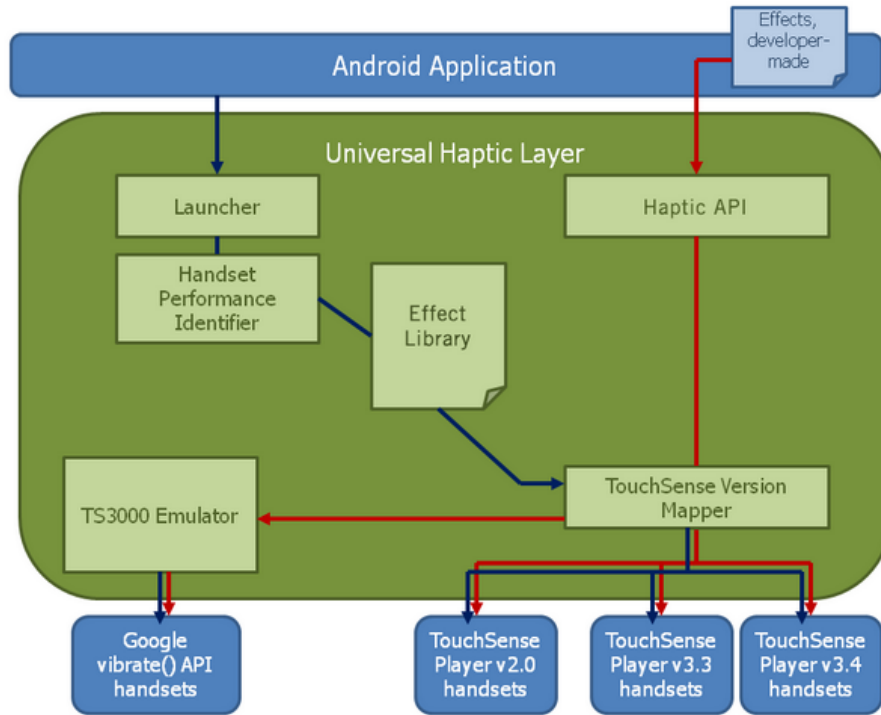 Effects,
developer-
made
Android Application
Universal Haptic Layer
Launcher
Haptic API
Handset
Performance
Identifier
Effect
Library
TS3000 Emulator
TouchSense Version
Mapper
Google
vibrate() API
handsets
TouchSense
Player v2.0
handsets
TouchSense
Player v3.3
handsets
TouchSense
Player v3.4
handsets